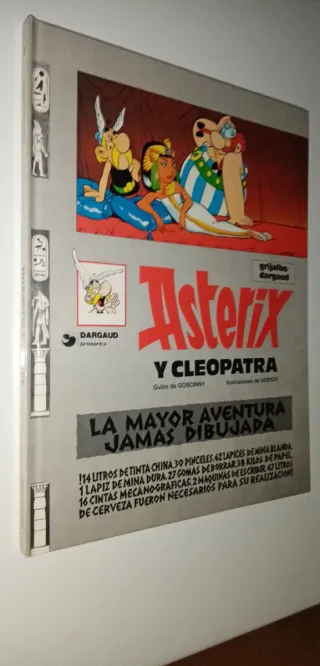 grijalbo
dargaud
DARGAUD
presenta
Asterix
Y CLEOPATRA
Guión de GOSCINNY Ilustraciones de UDERZO
LA MAYOR AVENTURA
JAMAS DIBUJADA
!14 LITROS DE TINTA CHINA, 30 PINCELES, 62 LAPICES DE MINA BLANDA,
1 LAPIZ DE MINA DURA, 27 GOMAS DE BORRAR, 38 KILOS DE PAPEL,
16 CINTAS MECANOGRAFICAS, 2 MAQUINAS DE ESCRIBIR, 67 LITROS
DE CERVEZA FUERON NECESARIOS PARA SU REALIZACION!
ASTERIX Y CLEOPATRA